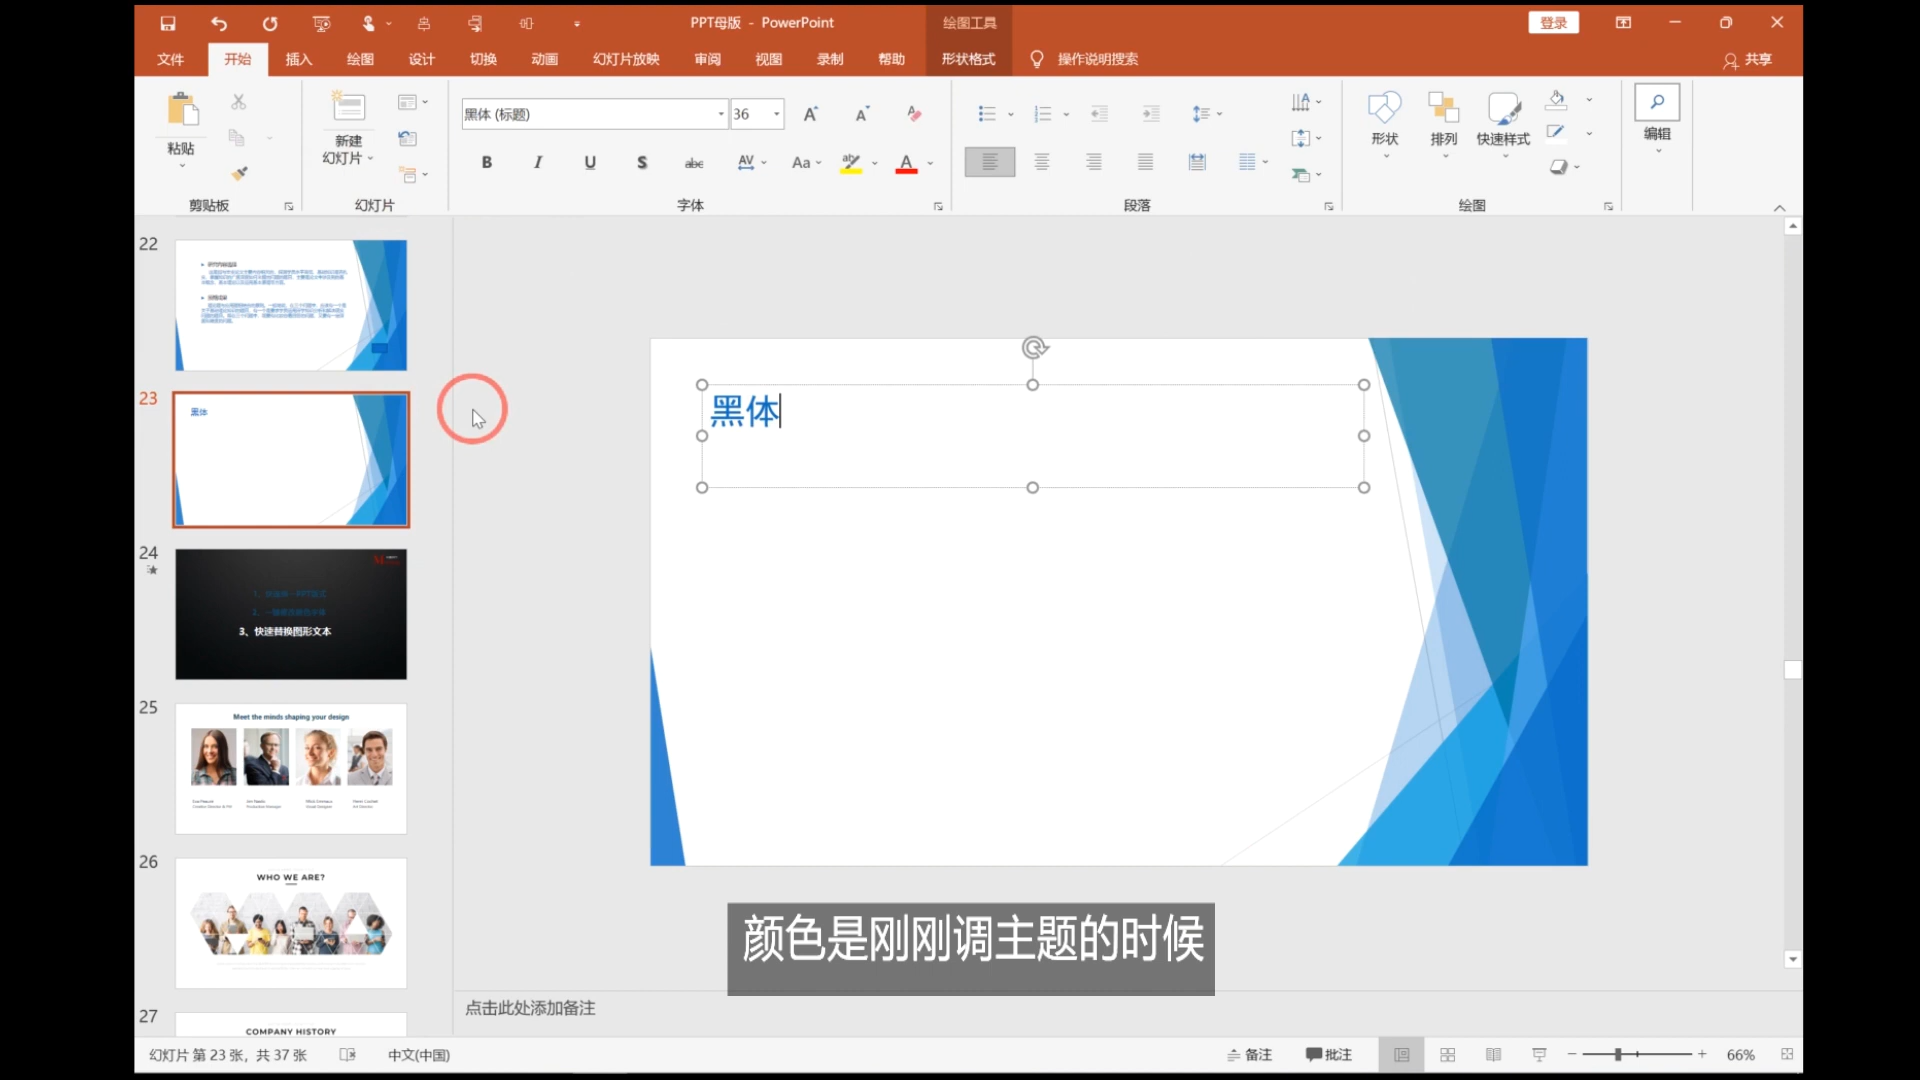 PPT母版 - PowerPoint
绘图工具
登录
文件
开始
插入
绘图
设计
切换
动画
幻灯片放映
审阅
视图
录制
帮助
形状格式
操作说明搜索
共享
粘贴
剪贴板
新建
幻灯片
幻灯片
黑体 (标题)
36
B I U S abc AV Aa A
字体
段落
形状
排列
快速样式
绘图
编辑
22
23
黑体
24
3、快速替换图形文本
25
Meet the minds shaping your design
26
WHO WE ARE?
27
COMPANY HISTORY
黑体
颜色是刚刚调主题的时候
点击此处添加备注
幻灯片 第 23 张，共 37 张
中文(中国)
备注
批注
66%